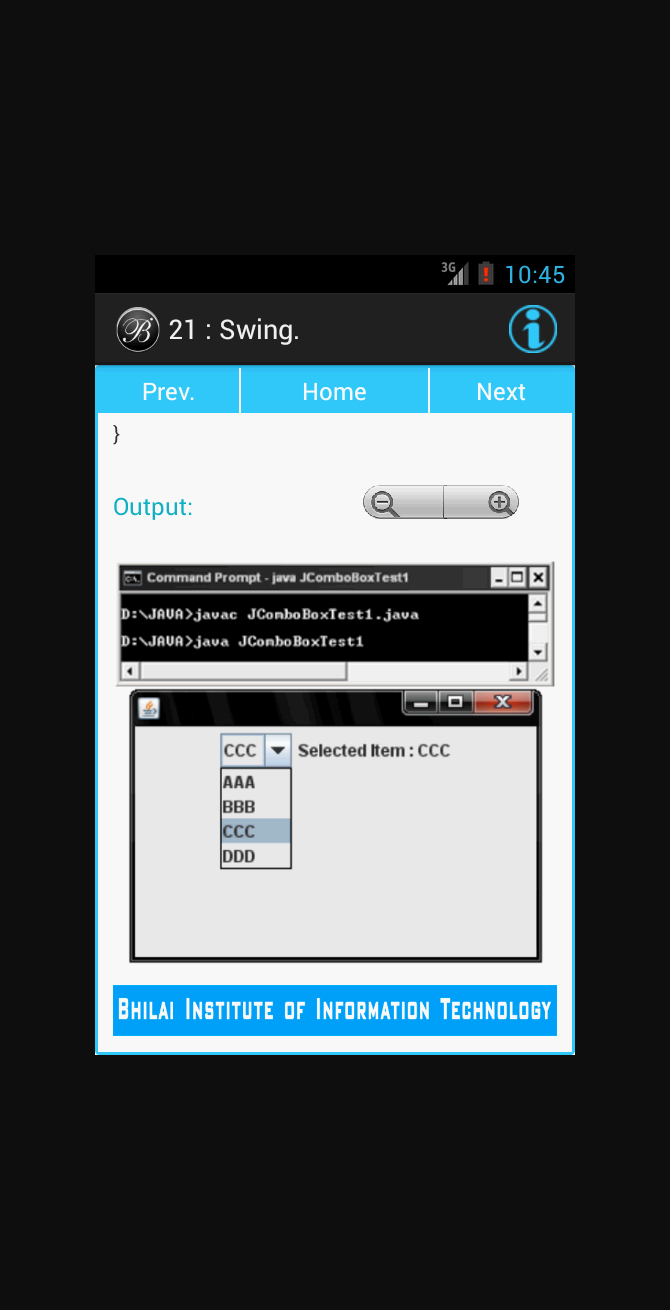 3G 10:45
B 21 : Swing.
Prev. Home Next
}
Output:
C:\. Command Prompt - java JComboBoxTest1
D:\JAVA>javac JComboBoxTest1.java
D:\JAVA>java JComboBoxTest1
CCC Selected Item : CCC
AAA
BBB
CCC
DDD
Bhilai Institute of Information Technology